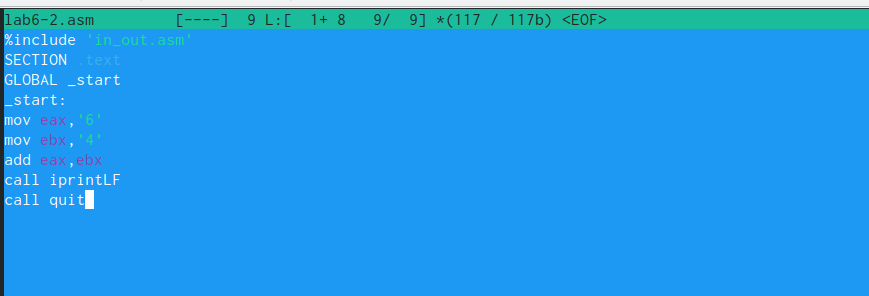 lab6-2.asm [----] 9 L:[ 1+ 8 9/ 9] *(117 / 117b) <EOF>
%include 'in_out.asm'
SECTION .text
GLOBAL _start
_start:
mov eax,'6'
mov ebx,'4'
add eax,ebx
call iprintLF
call quit